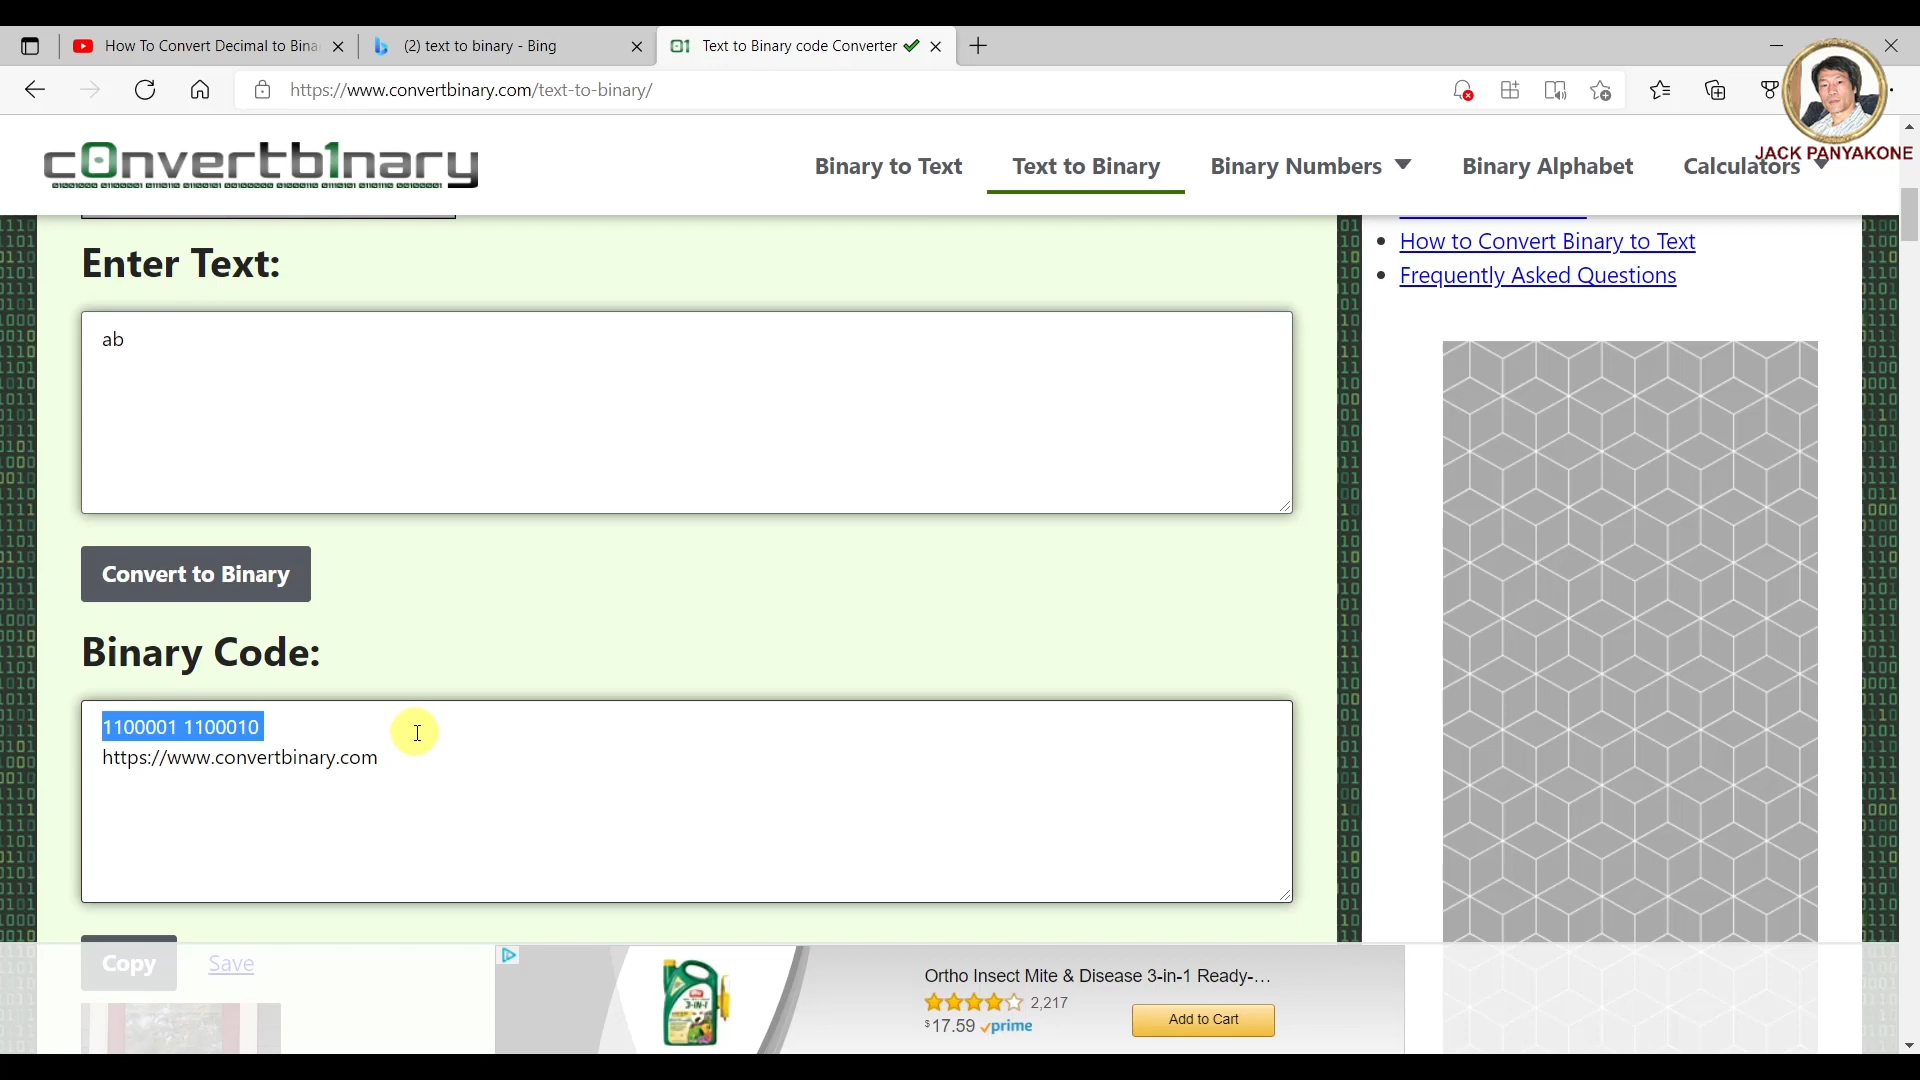 How To Convert Decimal to Bina
(2) text to binary - Bing
Text to Binary code Converter
https://www.convertbinary.com/text-to-binary/
c0nvertb1nary
Binary to Text
Text to Binary
Binary Numbers
Binary Alphabet
Calculators
JACK PANYAKONE
How to Convert Binary to Text
Frequently Asked Questions
Enter Text:
ab
Convert to Binary
Binary Code:
1100001 1100010
https://www.convertbinary.com
Copy
Save
3-IN-1
Ortho Insect Mite & Disease 3-in-1 Ready-...
2,217
$17.59 prime
Add to Cart